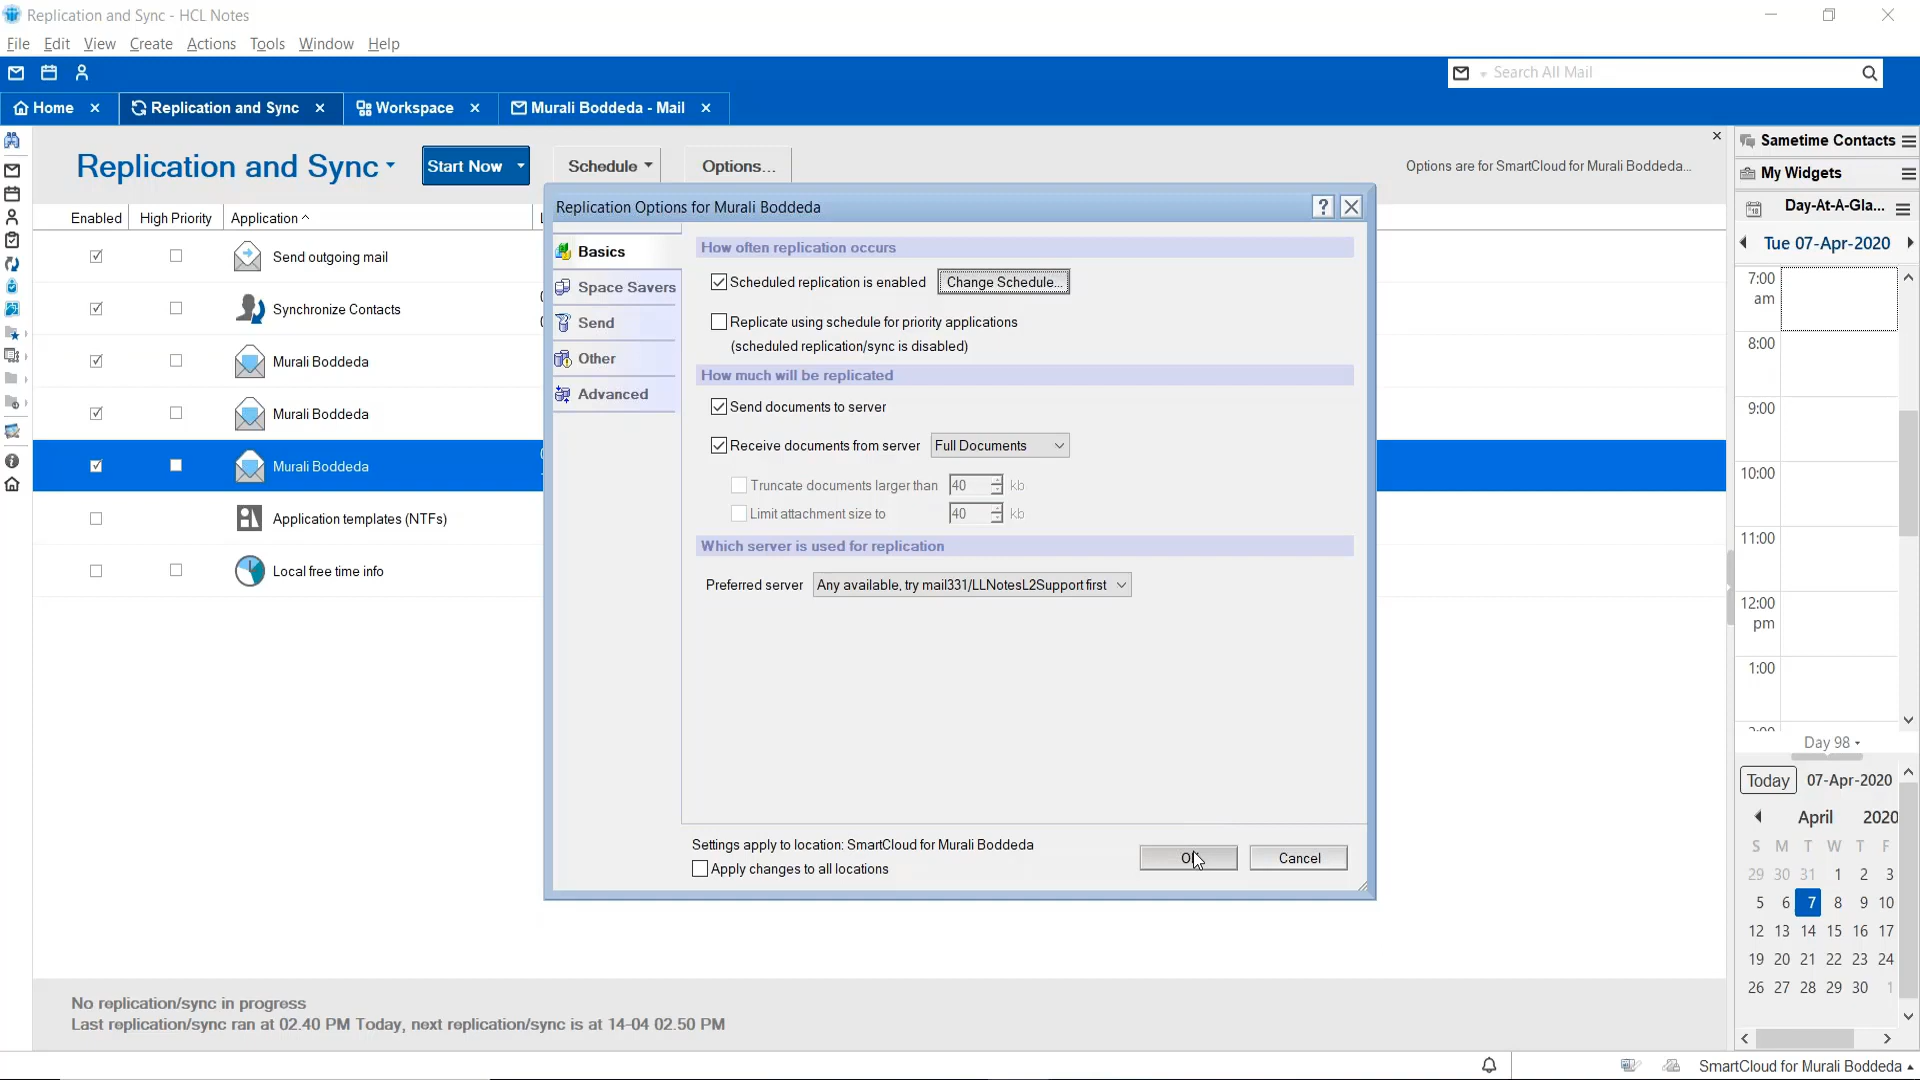 Replication and Sync - HCL Notes
File Edit View Create Actions Tools Window Help
Search All Mail
Home
Replication and Sync
Workspace
Murali Boddeda - Mail
Replication and Sync
Start Now
Schedule
Options...
Options are for SmartCloud for Murali Boddeda...
Enabled High Priority Application
Send outgoing mail
Synchronize Contacts
Murali Boddeda
Murali Boddeda
Murali Boddeda
Application templates (NTFs)
Local free time info
Replication Options for Murali Boddeda
?
Basics
Space Savers
Send
Other
Advanced
How often replication occurs
Scheduled replication is enabled Change Schedule...
Replicate using schedule for priority applications
(scheduled replication/sync is disabled)
How much will be replicated
Send documents to server
Receive documents from server Full Documents
Truncate documents larger than 40 kb
Limit attachment size to 40 kb
Which server is used for replication
Preferred server Any available, try mail331/LLNotesL2Support first
Settings apply to location: SmartCloud for Murali Boddeda
Apply changes to all locations
Cancel
No replication/sync in progress
Last replication/sync ran at 02.40 PM Today, next replication/sync is at 14-04 02.50 PM
Sametime Contacts
My Widgets
Day-At-A-Gla...
Tue 07-Apr-2020
7:00
am
8:00
9:00
10:00
11:00
12:00
pm
1:00
Day 98
Today 07-Apr-2020
April 2020
S M T W T F
29 30 31 1 2 3
5 6 7 8 9 10
12 13 14 15 16 17
19 20 21 22 23 24
26 27 28 29 30 1
SmartCloud for Murali Boddeda